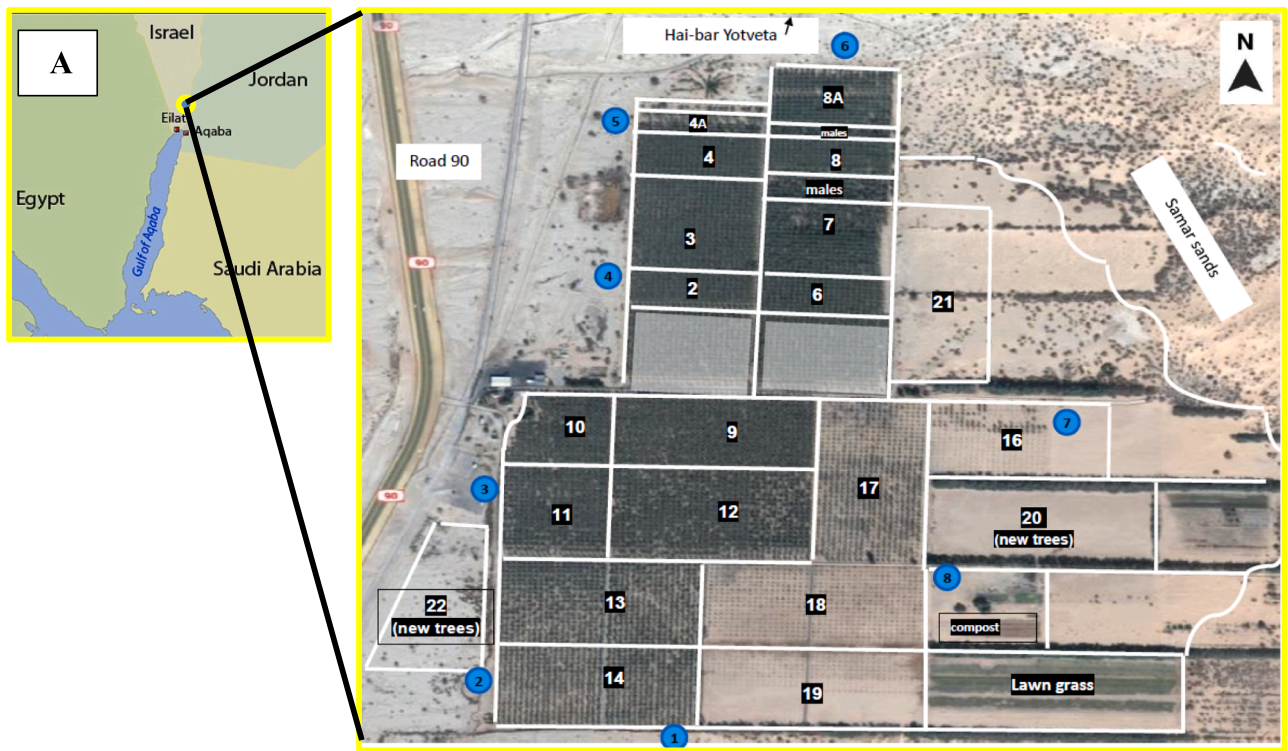 A
Israel
Jordan
Eilat
Aqaba
Egypt
Gulf of Aqaba
Saudi Arabia
Hai-bar Yotveta
6
N
90
8A
5
4A
males
Road 90
4
8
males
Samar sands
3
7
90
4
2
6
21
10
9
16
7
3
17
11
12
20
(new trees)
90
13
18
8
22
(new trees)
compost
2
14
19
Lawn grass
1